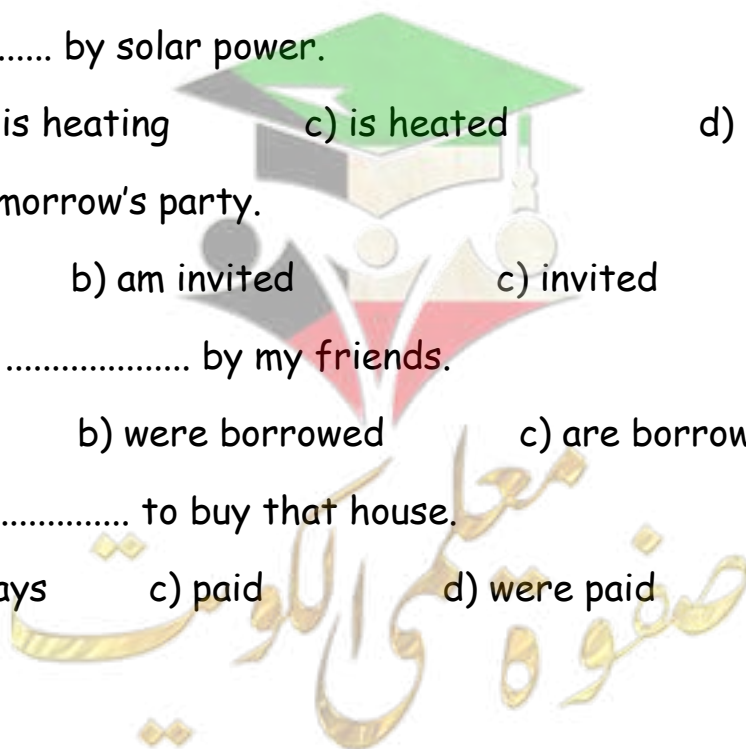 ...... by solar power.
is heating c) is heated d)
morrow's party.
b) am invited c) invited
.................... by my friends.
b) were borrowed c) are borrow
.............. to buy that house.
ays c) paid d) were paid
صفوة معلمى الكويت